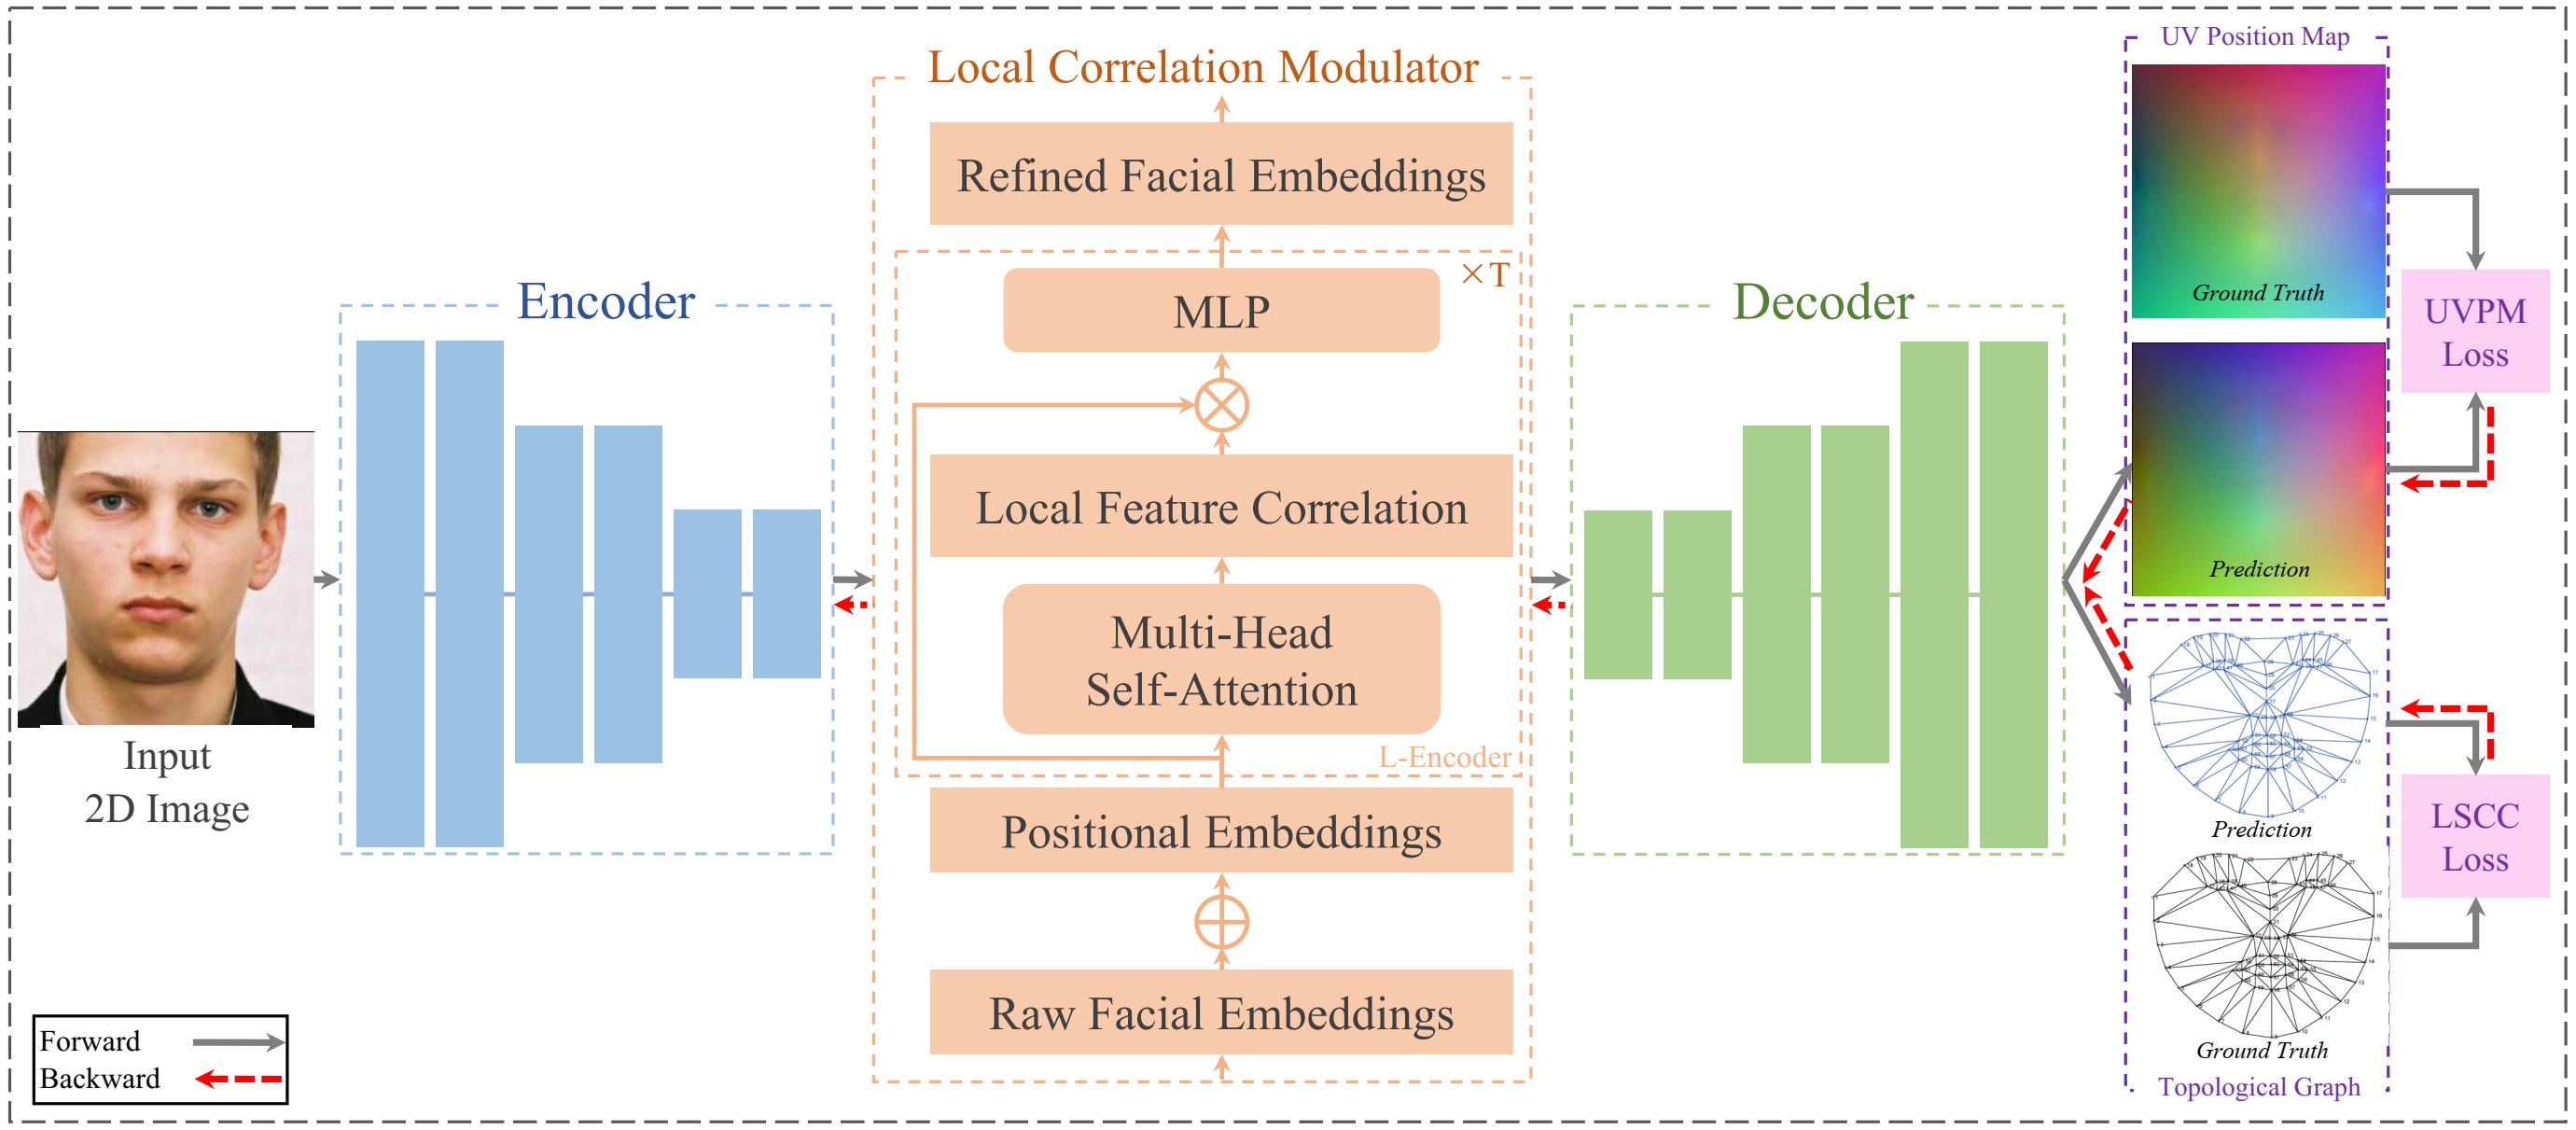 Input
2D Image
Encoder
Local Correlation Modulator
Refined Facial Embeddings
×T
MLP
Local Feature Correlation
Multi-Head
Self-Attention
L-Encoder
Positional Embeddings
Raw Facial Embeddings
Decoder
UV Position Map
Ground Truth
Prediction
UVPM
Loss
Prediction
Ground Truth
Topological Graph
LSCC
Loss
Forward
Backward